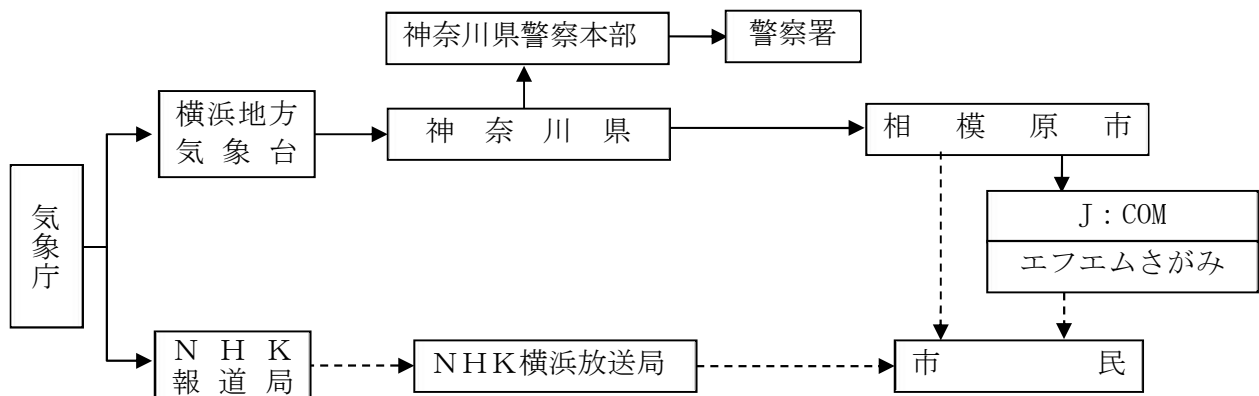 神奈川県警察本部
警察署
横浜地方
気象台
神奈川県
相模原市
J：COM
エフエムさがみ
気象庁
ＮＨＫ
報道局
ＮＨＫ横浜放送局
市民